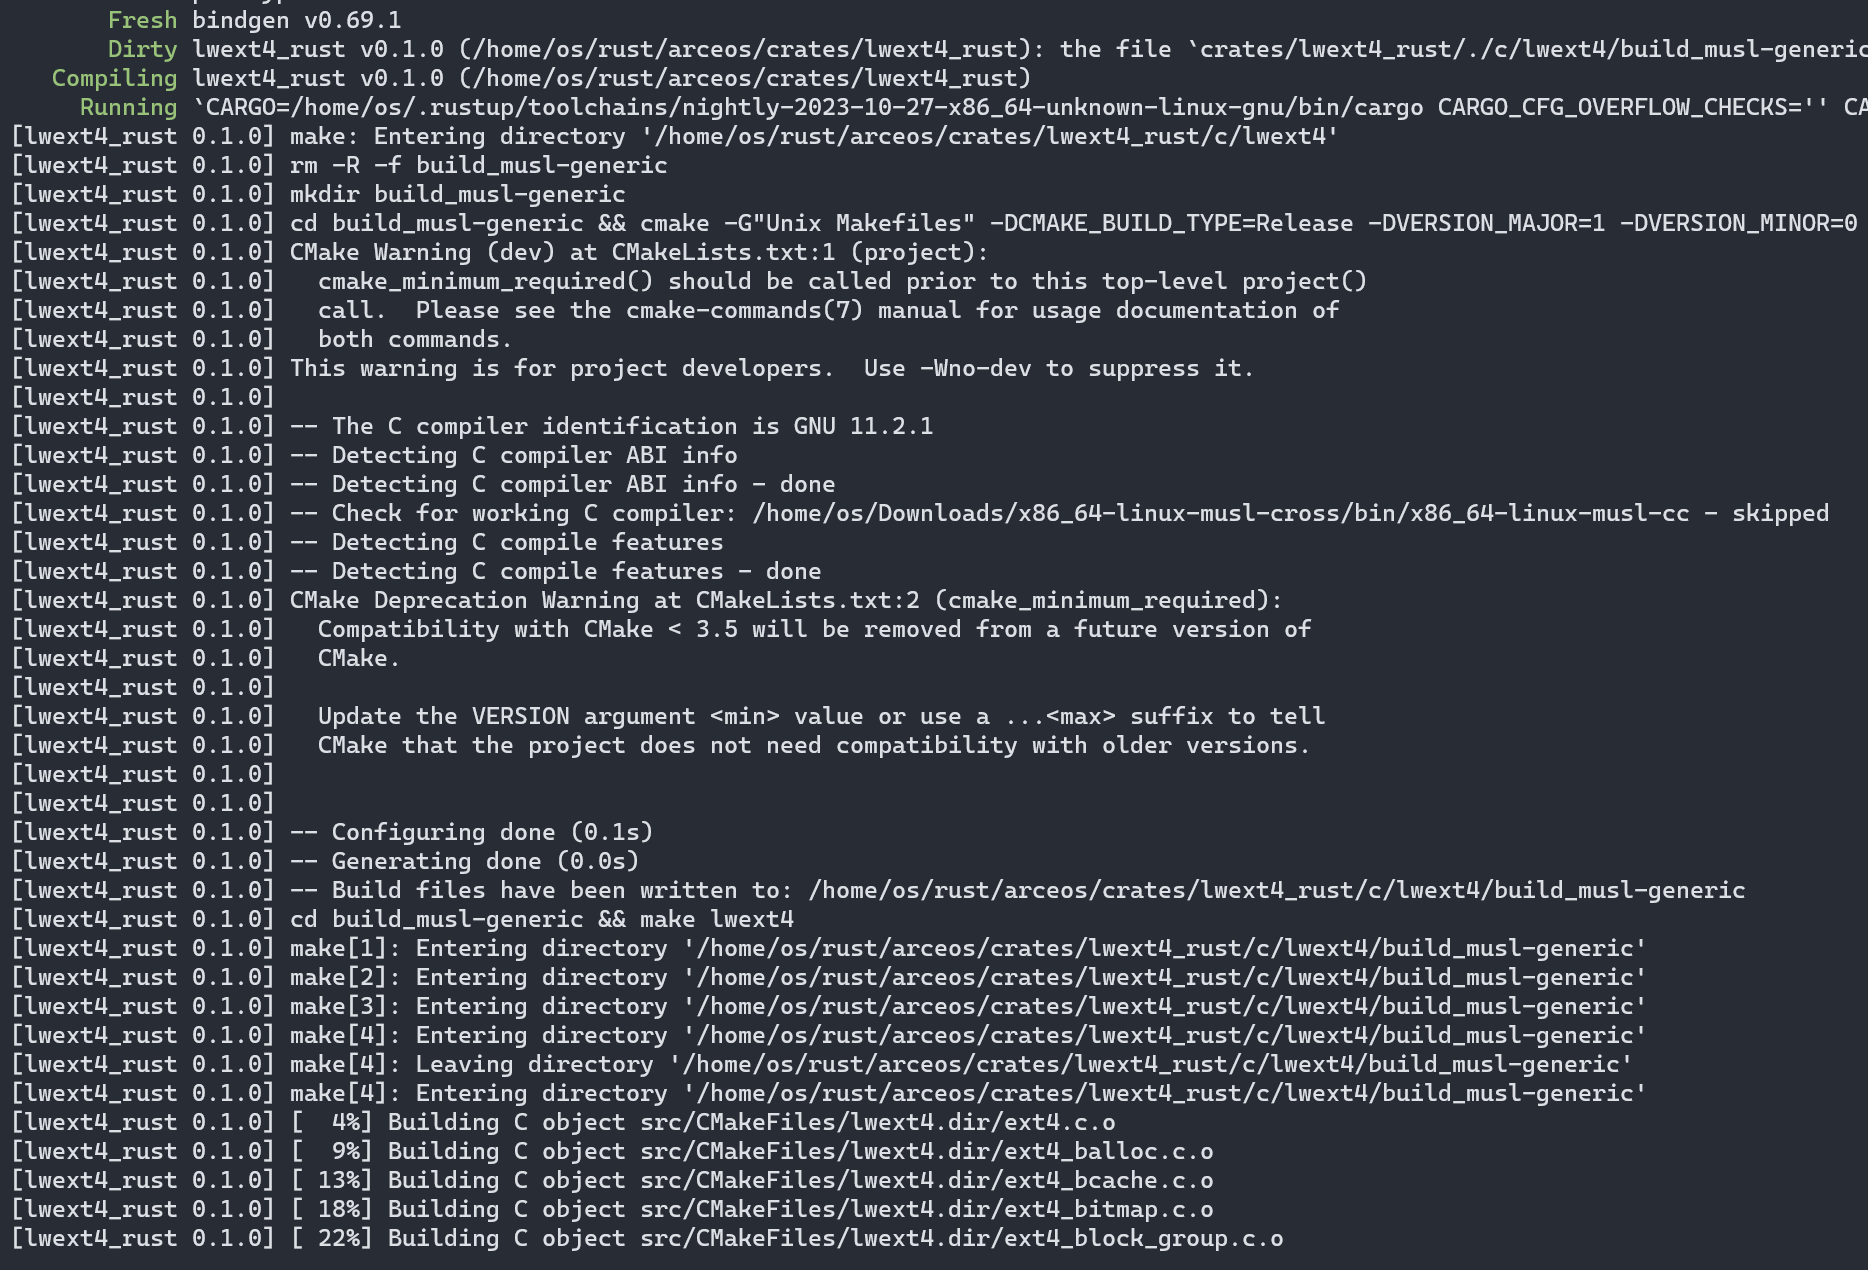 Fresh bindgen v0.69.1
Dirty lwext4_rust v0.1.0 (/home/os/rust/arceos/crates/lwext4_rust): the file `crates/lwext4_rust/./c/lwext4/build_musl-generic
Compiling lwext4_rust v0.1.0 (/home/os/rust/arceos/crates/lwext4_rust)
Running `CARGO=/home/os/.rustup/toolchains/nightly-2023-10-27-x86_64-unknown-linux-gnu/bin/cargo CARGO_CFG_OVERFLOW_CHECKS='' CA
[lwext4_rust 0.1.0] make: Entering directory '/home/os/rust/arceos/crates/lwext4_rust/c/lwext4'
[lwext4_rust 0.1.0] rm -R -f build_musl-generic
[lwext4_rust 0.1.0] mkdir build_musl-generic
[lwext4_rust 0.1.0] cd build_musl-generic && cmake -G"Unix Makefiles" -DCMAKE_BUILD_TYPE=Release -DVERSION_MAJOR=1 -DVERSION_MINOR=0
[lwext4_rust 0.1.0] CMake Warning (dev) at CMakeLists.txt:1 (project):
[lwext4_rust 0.1.0]   cmake_minimum_required() should be called prior to this top-level project()
[lwext4_rust 0.1.0]   call.  Please see the cmake-commands(7) manual for usage documentation of
[lwext4_rust 0.1.0]   both commands.
[lwext4_rust 0.1.0] This warning is for project developers.  Use -Wno-dev to suppress it.
[lwext4_rust 0.1.0]
[lwext4_rust 0.1.0] -- The C compiler identification is GNU 11.2.1
[lwext4_rust 0.1.0] -- Detecting C compiler ABI info
[lwext4_rust 0.1.0] -- Detecting C compiler ABI info - done
[lwext4_rust 0.1.0] -- Check for working C compiler: /home/os/Downloads/x86_64-linux-musl-cross/bin/x86_64-linux-musl-cc - skipped
[lwext4_rust 0.1.0] -- Detecting C compile features
[lwext4_rust 0.1.0] -- Detecting C compile features - done
[lwext4_rust 0.1.0] CMake Deprecation Warning at CMakeLists.txt:2 (cmake_minimum_required):
[lwext4_rust 0.1.0]   Compatibility with CMake < 3.5 will be removed from a future version of
[lwext4_rust 0.1.0]   CMake.
[lwext4_rust 0.1.0]
[lwext4_rust 0.1.0]   Update the VERSION argument <min> value or use a ...<max> suffix to tell
[lwext4_rust 0.1.0]   CMake that the project does not need compatibility with older versions.
[lwext4_rust 0.1.0]
[lwext4_rust 0.1.0]
[lwext4_rust 0.1.0] -- Configuring done (0.1s)
[lwext4_rust 0.1.0] -- Generating done (0.0s)
[lwext4_rust 0.1.0] -- Build files have been written to: /home/os/rust/arceos/crates/lwext4_rust/c/lwext4/build_musl-generic
[lwext4_rust 0.1.0] cd build_musl-generic && make lwext4
[lwext4_rust 0.1.0] make[1]: Entering directory '/home/os/rust/arceos/crates/lwext4_rust/c/lwext4/build_musl-generic'
[lwext4_rust 0.1.0] make[2]: Entering directory '/home/os/rust/arceos/crates/lwext4_rust/c/lwext4/build_musl-generic'
[lwext4_rust 0.1.0] make[3]: Entering directory '/home/os/rust/arceos/crates/lwext4_rust/c/lwext4/build_musl-generic'
[lwext4_rust 0.1.0] make[4]: Entering directory '/home/os/rust/arceos/crates/lwext4_rust/c/lwext4/build_musl-generic'
[lwext4_rust 0.1.0] make[4]: Leaving directory '/home/os/rust/arceos/crates/lwext4_rust/c/lwext4/build_musl-generic'
[lwext4_rust 0.1.0] make[4]: Entering directory '/home/os/rust/arceos/crates/lwext4_rust/c/lwext4/build_musl-generic'
[lwext4_rust 0.1.0] [  4%] Building C object src/CMakeFiles/lwext4.dir/ext4.c.o
[lwext4_rust 0.1.0] [  9%] Building C object src/CMakeFiles/lwext4.dir/ext4_balloc.c.o
[lwext4_rust 0.1.0] [ 13%] Building C object src/CMakeFiles/lwext4.dir/ext4_bcache.c.o
[lwext4_rust 0.1.0] [ 18%] Building C object src/CMakeFiles/lwext4.dir/ext4_bitmap.c.o
[lwext4_rust 0.1.0] [ 22%] Building C object src/CMakeFiles/lwext4.dir/ext4_block_group.c.o